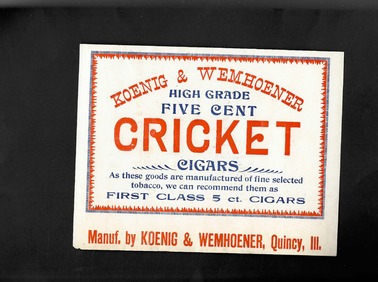 KOENIG & WEMHOENER
HIGH GRADE
FIVE CENT
CRICKET
CIGARS
As these goods are manufactured of fine selected
tobacco, we can recommend them as
FIRST CLASS 5 ct. CIGARS
Manuf. by KOENIG & WEMHOENER, Quincy, Ill.